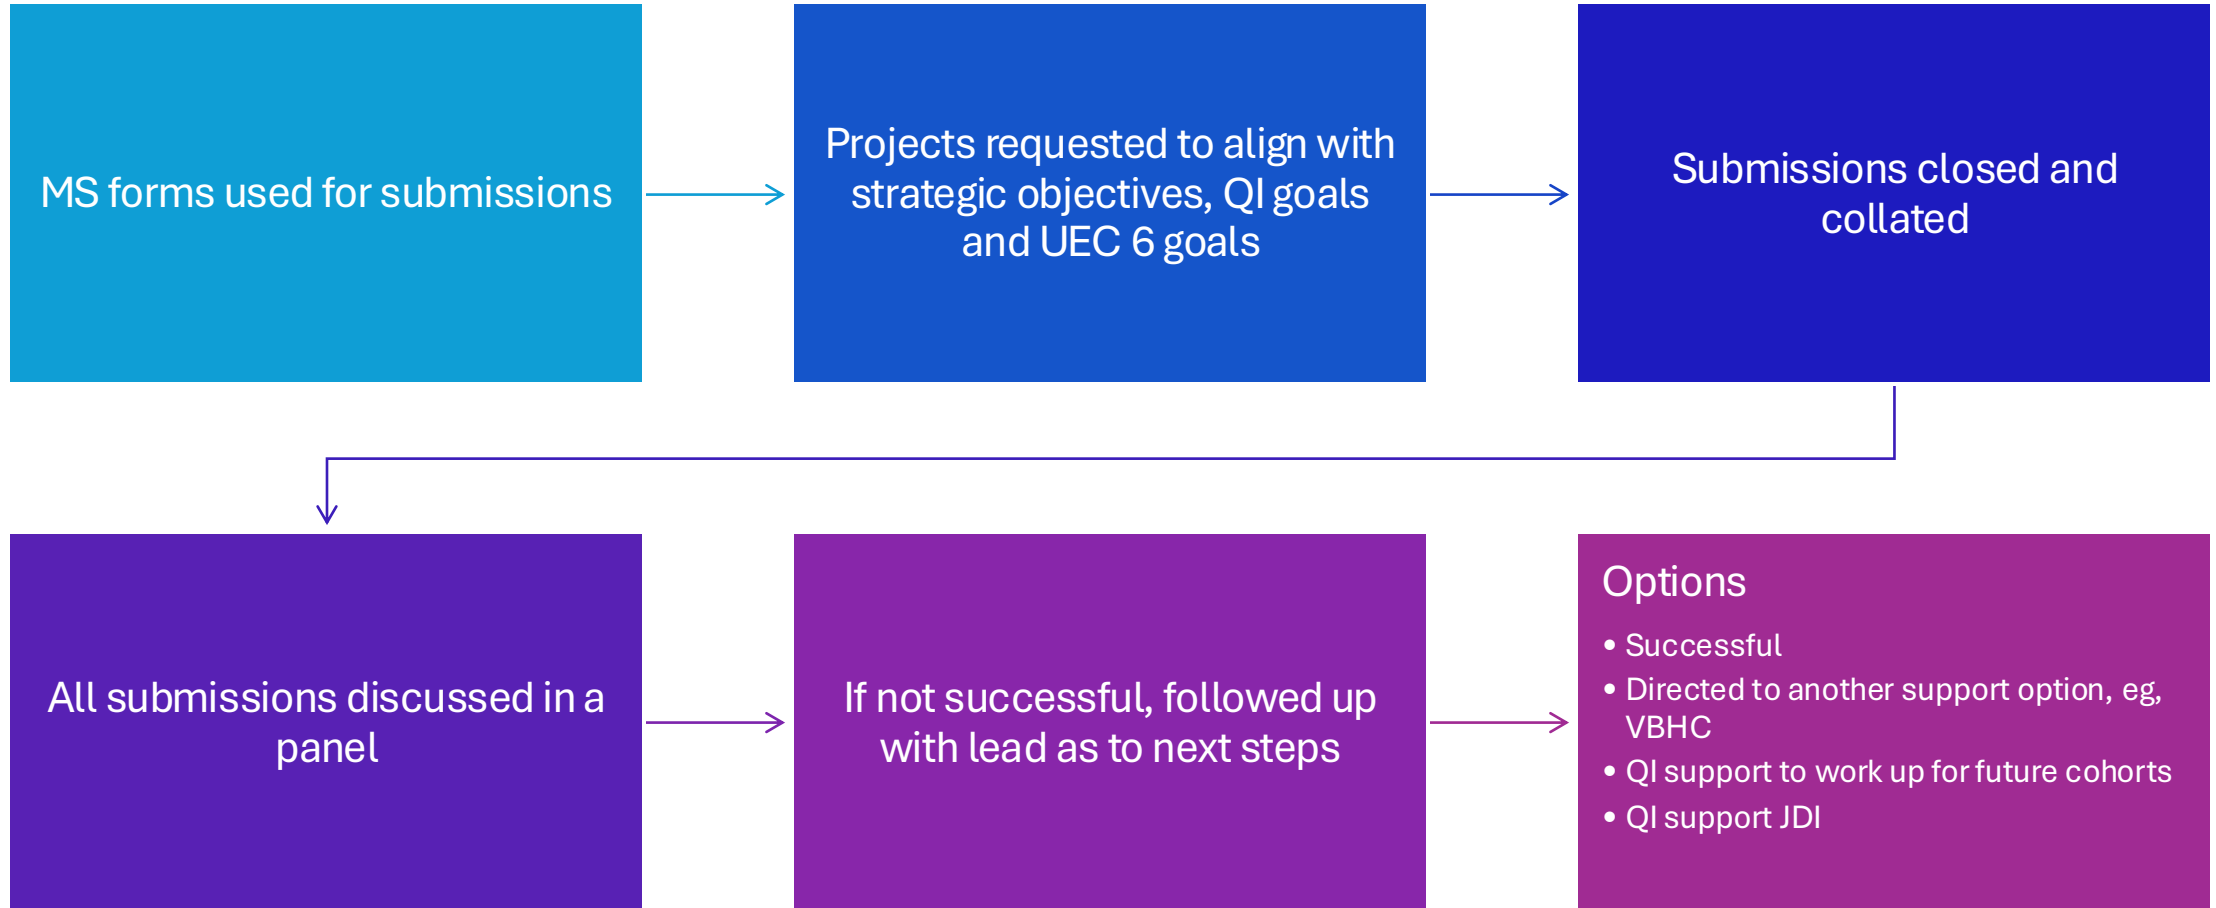 MS forms used for submissions
Projects requested to align with
strategic objectives, QI goals
and UEC 6 goals
Submissions closed and
collated
All submissions discussed in a
panel
If not successful, followed up
with lead as to next steps
Options
• Successful
• Directed to another support option, eg,
VBHC
• QI support to work up for future cohorts
• QI support JDI